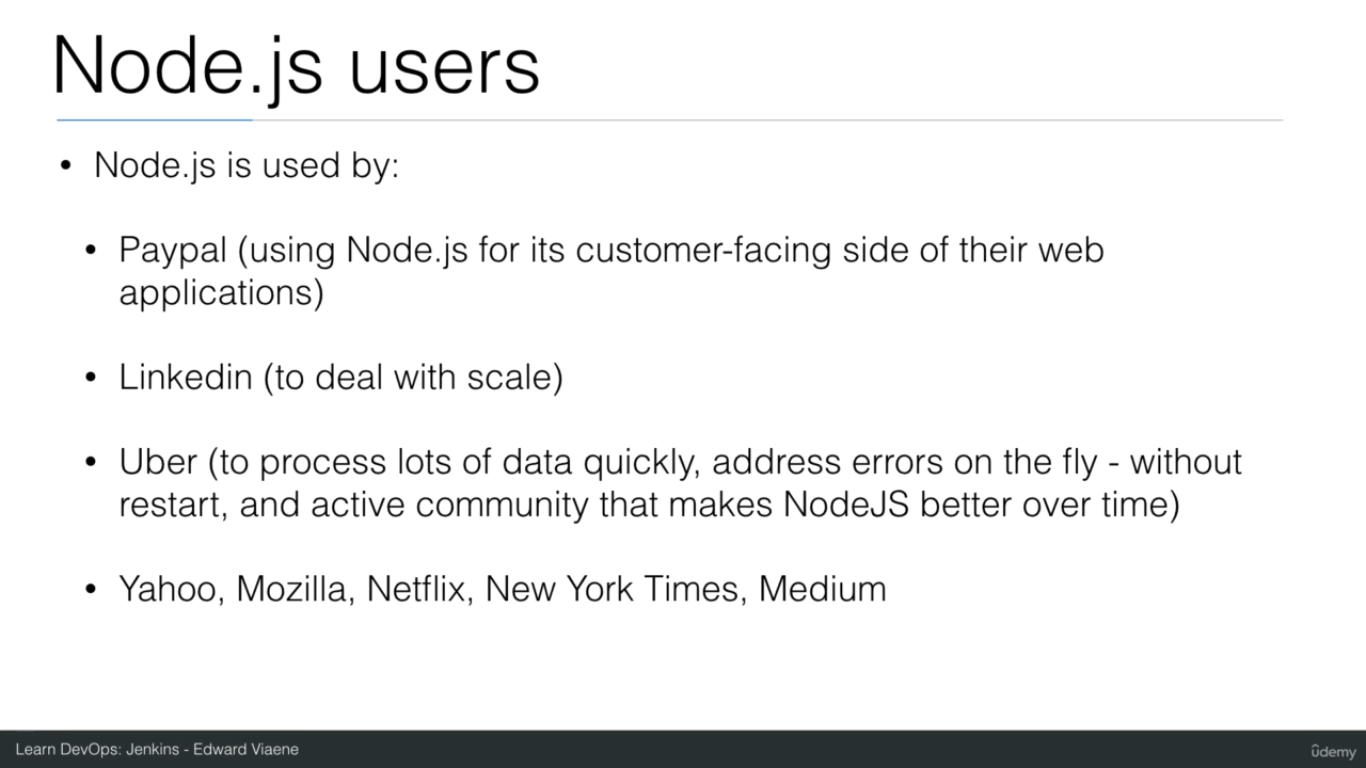 Node.js users
• Node.js is used by:
• Paypal (using Node.js for its customer-facing side of their web
applications)
• Linkedin (to deal with scale)
• Uber (to process lots of data quickly, address errors on the fly - without
restart, and active community that makes NodeJS better over time)
• Yahoo, Mozilla, Netflix, New York Times, Medium
Learn DevOps: Jenkins - Edward Viaene
ûdemy